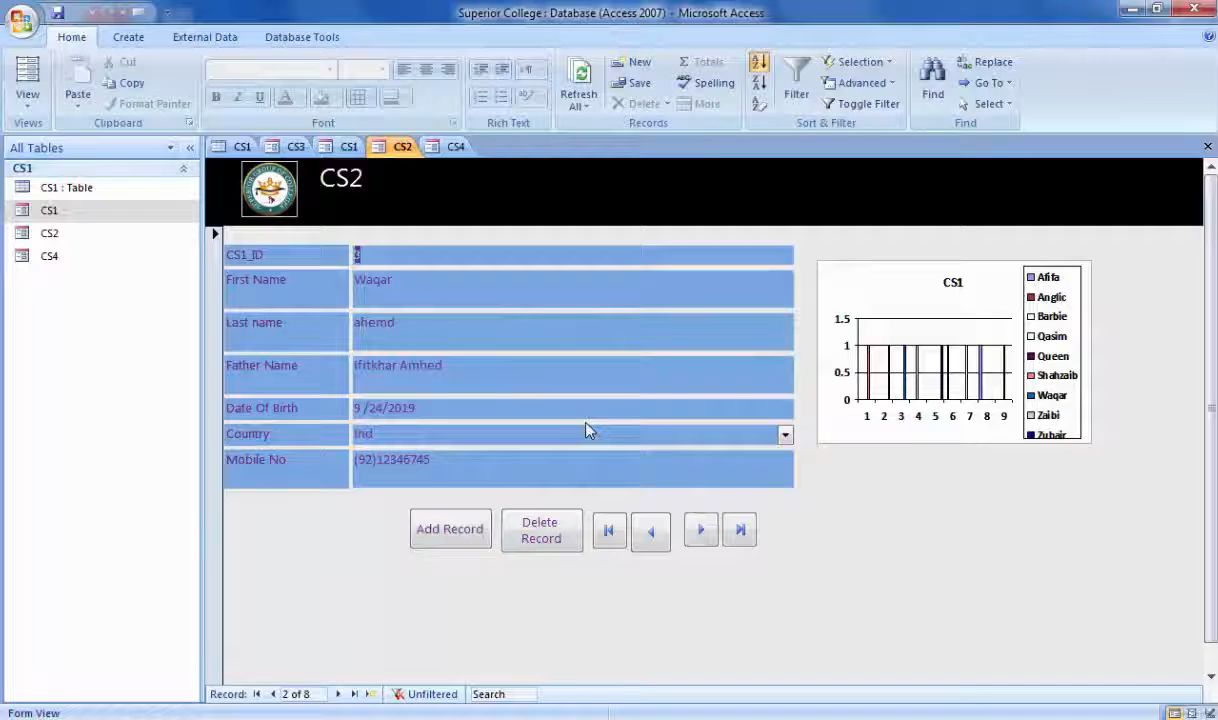 Superior College : Database (Access 2007) - Microsoft Access
Home Create External Data Database Tools
View Paste Cut Copy Format Painter
B I U
Refresh All New Save Delete Totals Spelling More
Filter Selection Advanced Toggle Filter
Find Replace Go To Select
Views Clipboard Font Rich Text Records Sort & Filter Find
All Tables « CS1 CS3 CS1 CS2 CS4
CS1
CS1 : Table
CS1
CS2
CS4
CS2
CS1_ID
First Name Waqar
Last name ahemd
Father Name ifitkhar Amhed
Date Of Birth 9 /24/2019
Country Ind
Mobile No (92)12346745
CS1
1.5
1
0.5
0
1 2 3 4 5 6 7 8 9
Afifa
Anglic
Barbie
Qasim
Queen
Shahzaib
Waqar
Zaibi
Zubair
Add Record Delete Record
Record: 2 of 8 Unfiltered Search
Form View